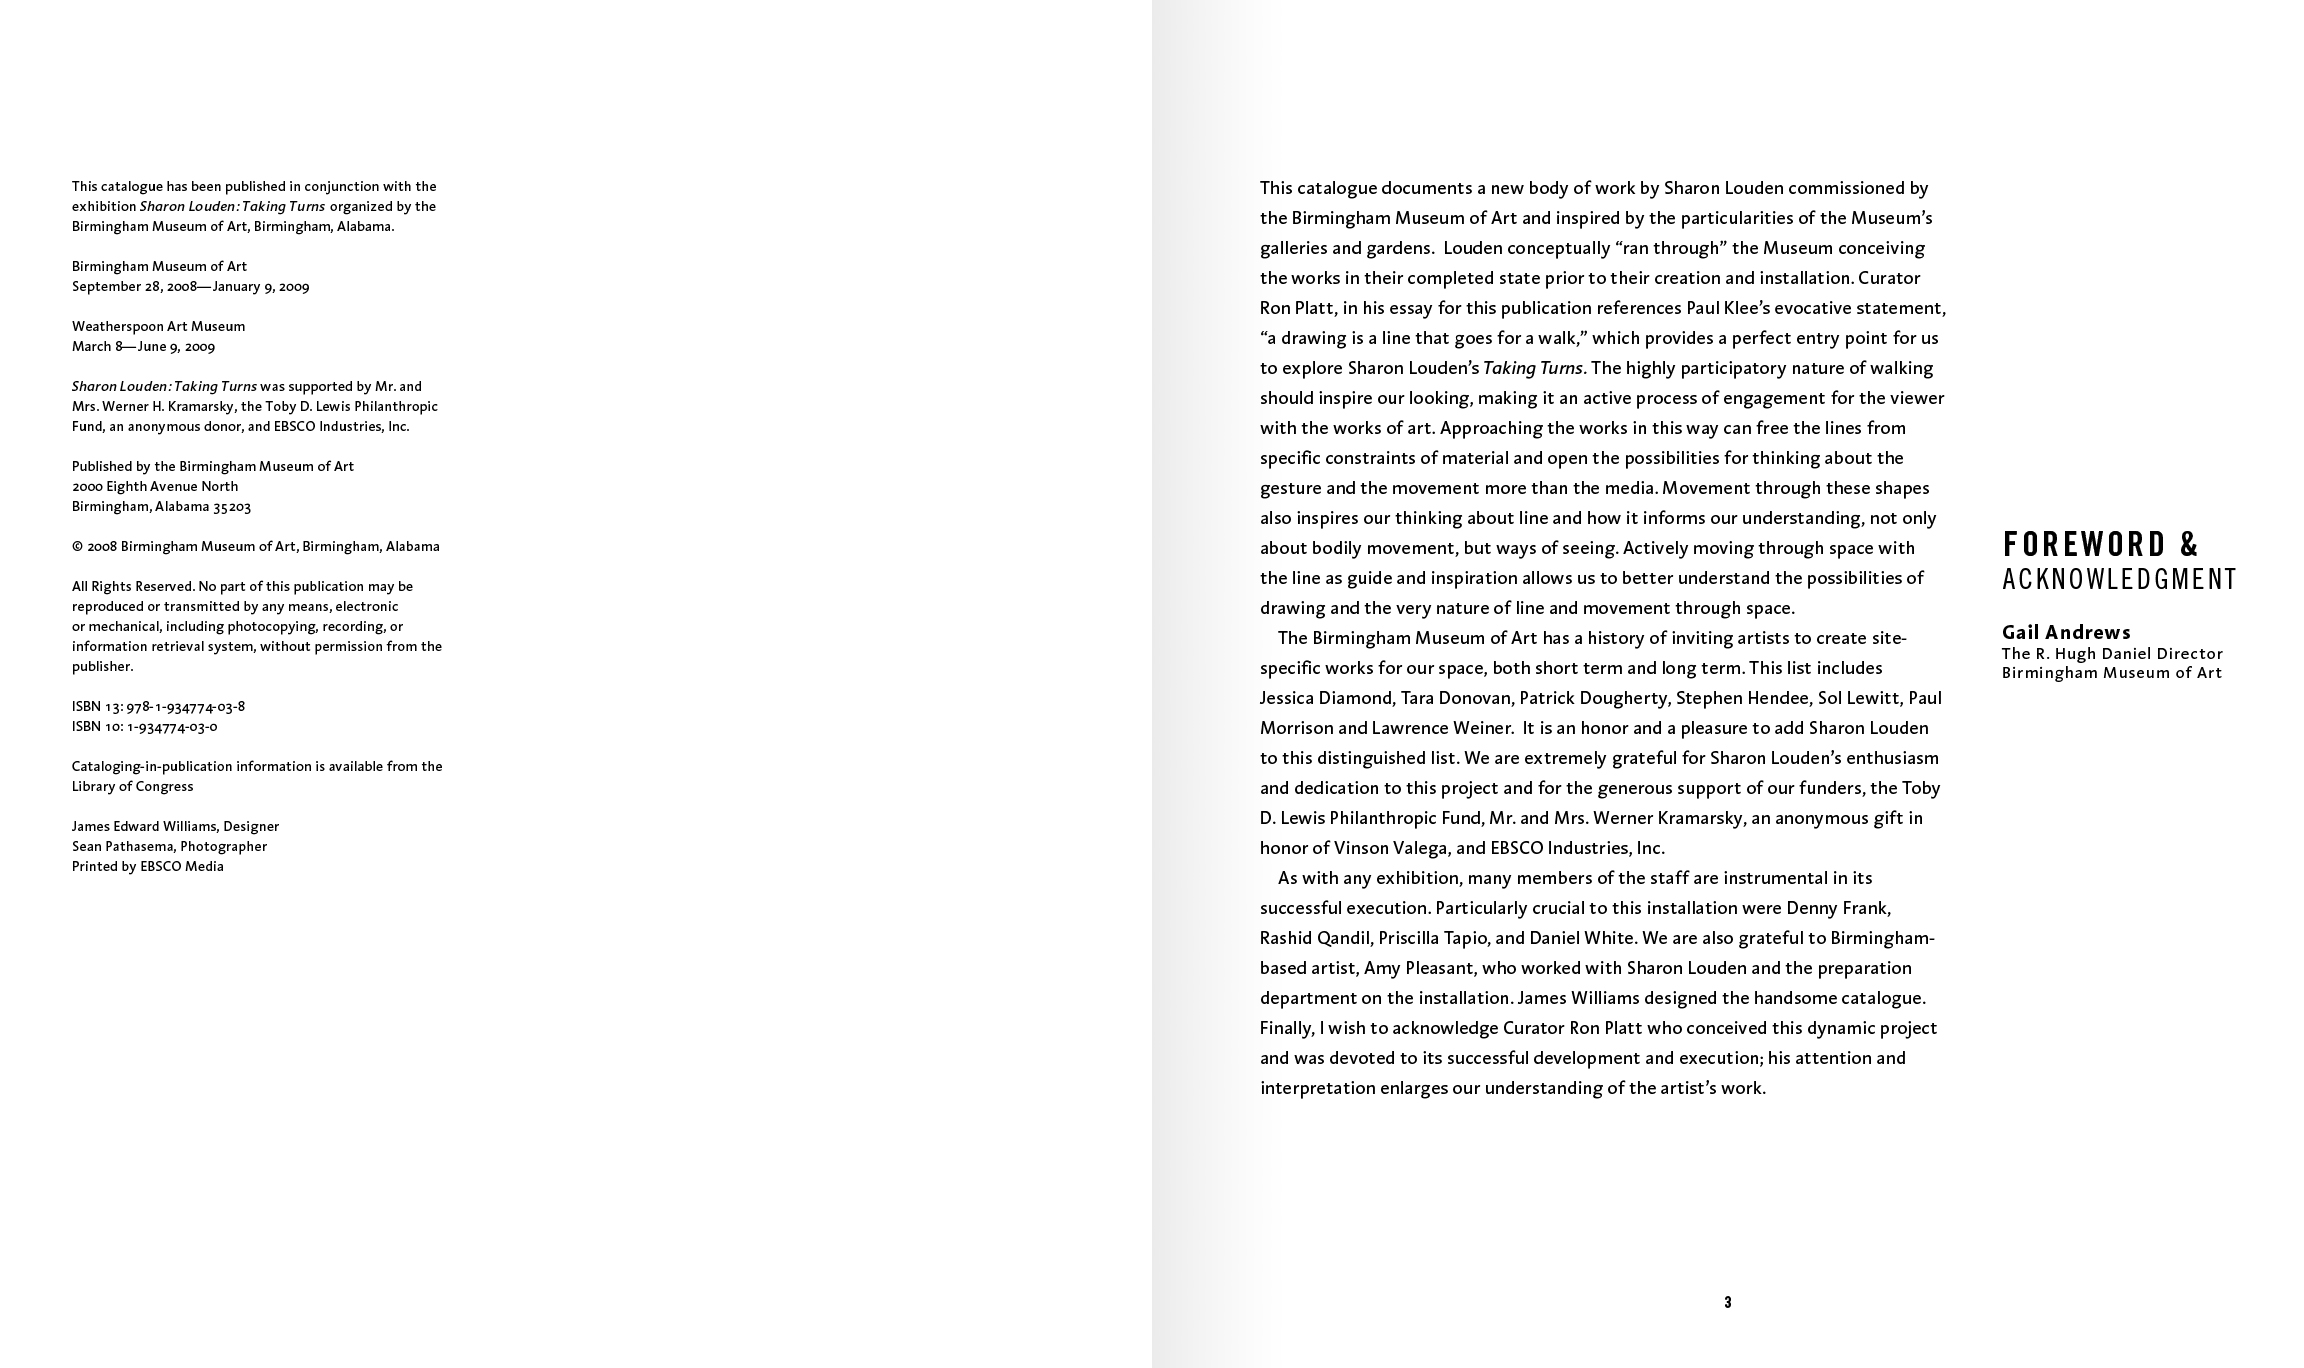 This catalogue has been published in conjunction with the
exhibition Sharon Louden: Taking Turns organized by the
Birmingham Museum of Art, Birmingham, Alabama.
Birmingham Museum of Art
September 28, 2008—January 9, 2009
Weatherspoon Art Museum
March 8—June 9, 2009
Sharon Louden: Taking Turns was supported by Mr. and
Mrs. Werner H. Kramarsky, the Toby D. Lewis Philanthropic
Fund, an anonymous donor, and EBSCO Industries, Inc.
Published by the Birmingham Museum of Art
2000 Eighth Avenue North
Birmingham, Alabama 35203
© 2008 Birmingham Museum of Art, Birmingham, Alabama
All Rights Reserved. No part of this publication may be
reproduced or transmitted by any means, electronic
or mechanical, including photocopying, recording, or
information retrieval system, without permission from the
publisher.
ISBN 13: 978-1-934774-03-8
ISBN 10: 1-934774-03-0
Cataloging-in-publication information is available from the
Library of Congress
James Edward Williams, Designer
Sean Pathasema, Photographer
Printed by EBSCO Media
This catalogue documents a new body of work by Sharon Louden commissioned by
the Birmingham Museum of Art and inspired by the particularities of the Museum’s
galleries and gardens. Louden conceptually “ran through” the Museum conceiving
the works in their completed state prior to their creation and installation. Curator
Ron Platt, in his essay for this publication references Paul Klee’s evocative statement,
“a drawing is a line that goes for a walk,” which provides a perfect entry point for us
to explore Sharon Louden’s Taking Turns. The highly participatory nature of walking
should inspire our looking, making it an active process of engagement for the viewer
with the works of art. Approaching the works in this way can free the lines from
specific constraints of material and open the possibilities for thinking about the
gesture and the movement more than the media. Movement through these shapes
also inspires our thinking about line and how it informs our understanding, not only
about bodily movement, but ways of seeing. Actively moving through space with
the line as guide and inspiration allows us to better understand the possibilities of
drawing and the very nature of line and movement through space.
The Birmingham Museum of Art has a history of inviting artists to create site-
specific works for our space, both short term and long term. This list includes
Jessica Diamond, Tara Donovan, Patrick Dougherty, Stephen Hendee, Sol Lewitt, Paul
Morrison and Lawrence Weiner. It is an honor and a pleasure to add Sharon Louden
to this distinguished list. We are extremely grateful for Sharon Louden’s enthusiasm
and dedication to this project and for the generous support of our funders, the Toby
D. Lewis Philanthropic Fund, Mr. and Mrs. Werner Kramarsky, an anonymous gift in
honor of Vinson Valega, and EBSCO Industries, Inc.
As with any exhibition, many members of the staff are instrumental in its
successful execution. Particularly crucial to this installation were Denny Frank,
Rashid Qandil, Priscilla Tapio, and Daniel White. We are also grateful to Birmingham-
based artist, Amy Pleasant, who worked with Sharon Louden and the preparation
department on the installation. James Williams designed the handsome catalogue.
Finally, I wish to acknowledge Curator Ron Platt who conceived this dynamic project
and was devoted to its successful development and execution; his attention and
interpretation enlarges our understanding of the artist’s work.
FOREWORD &
ACKNOWLEDGMENT
Gail Andrews
The R. Hugh Daniel Director
Birmingham Museum of Art
3